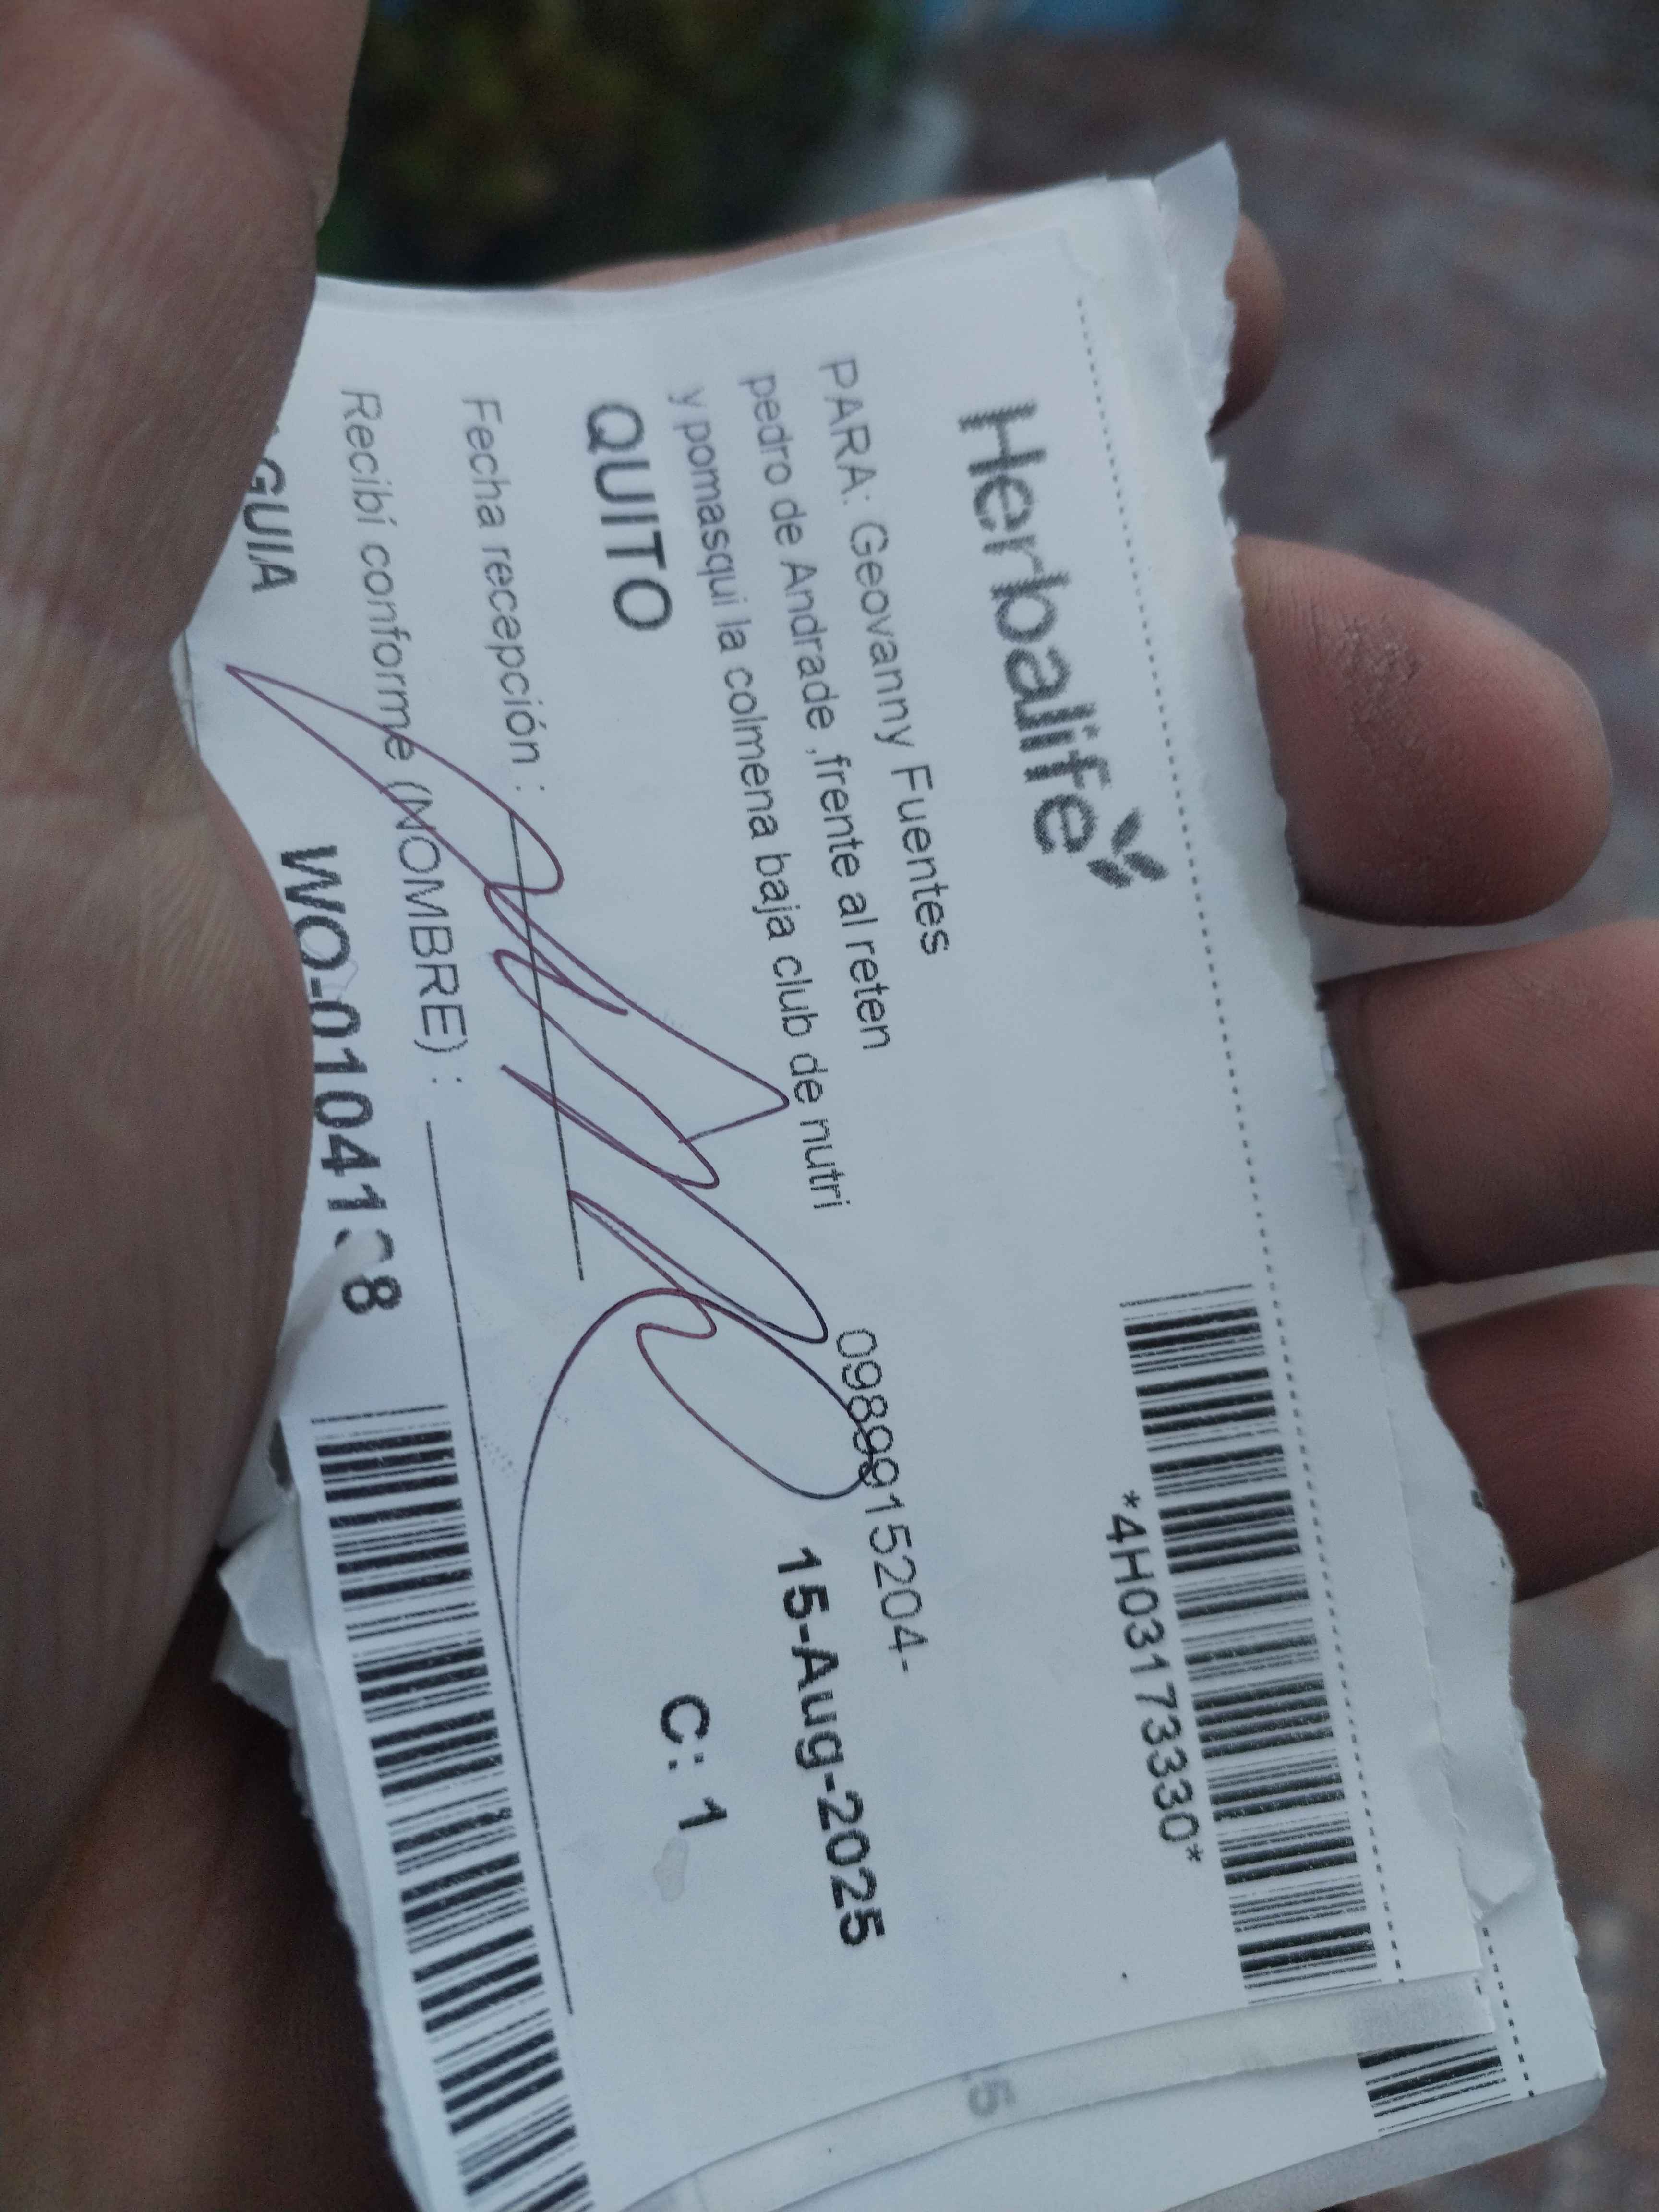 Herbalife
*4H03173330*
PARA: Geovanny Fuentes
pedro de Andrade ,frente al reten
0989915204-
y pomasqui la colmena baja club de nutri
15-Aug-2025
QUITO
C: 1
Fecha recepción :
Recibí conforme (NOMBRE) :
GUIA